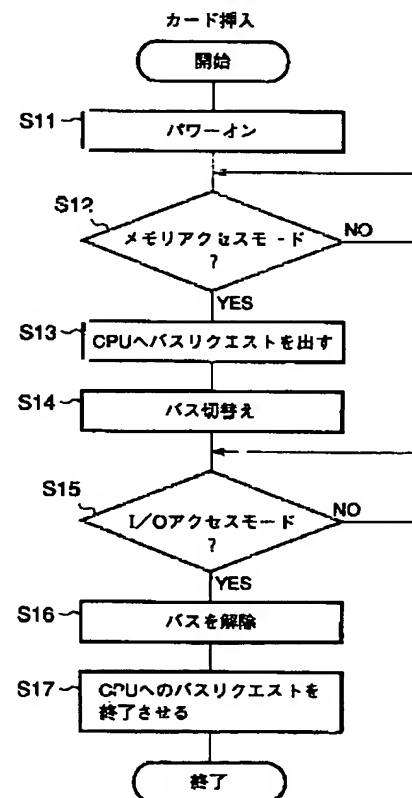 カード挿入
開始
S11
パワーオン
S12
メモリアクセスモード
?
NO
YES
S13
CPUへバスリクエストを出す
S14
バス切替え
S15
I/Oアクセスモード
?
NO
YES
S16
バスを解除
S17
CPUへのバスリクエストを
終了させる
終了